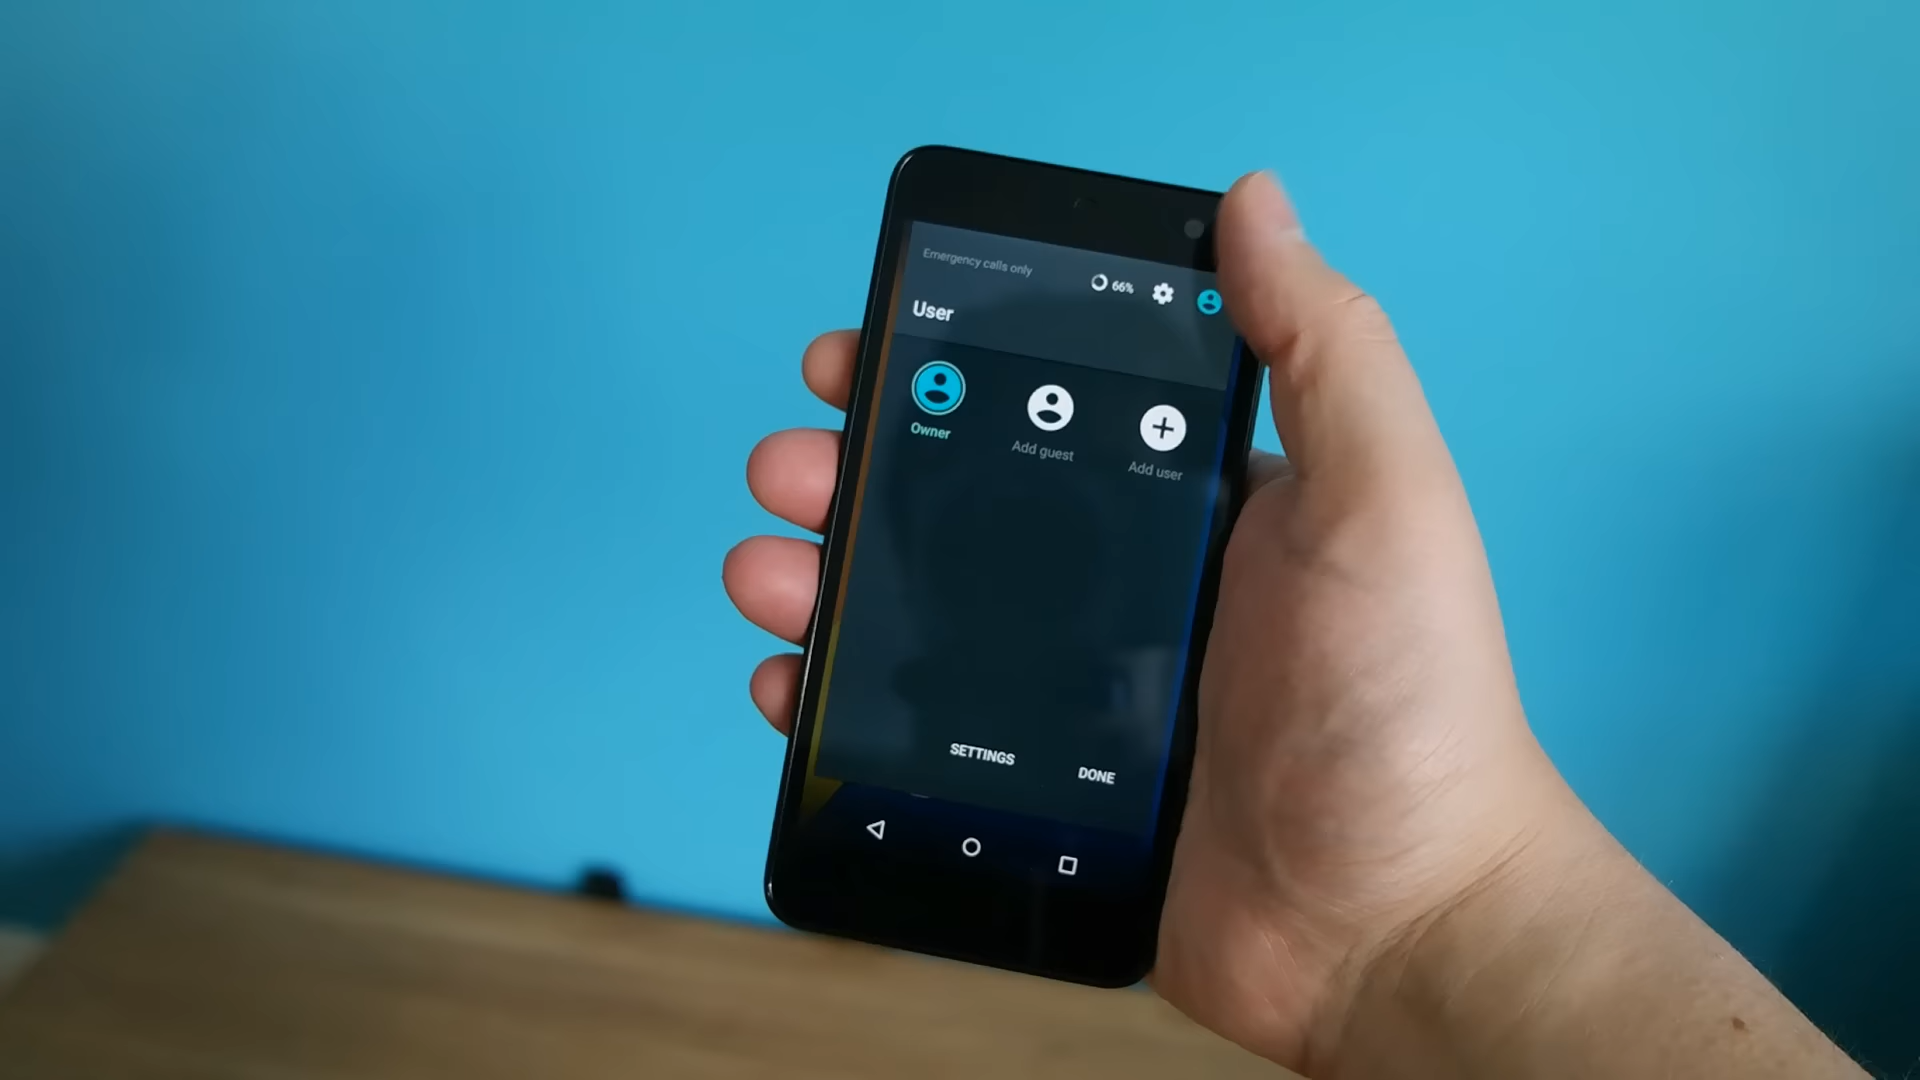 Emergency calls only
66%
User
Owner
Add guest
Add user
SETTINGS
DONE